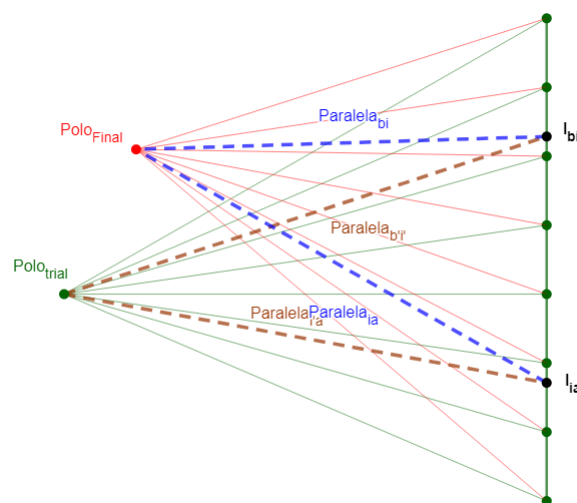 Paralela_bi
I_bi
Polo_Final
Paralela_b'i'
Polo_trial
Paralela_i'a
Paralela_ia
I_ia